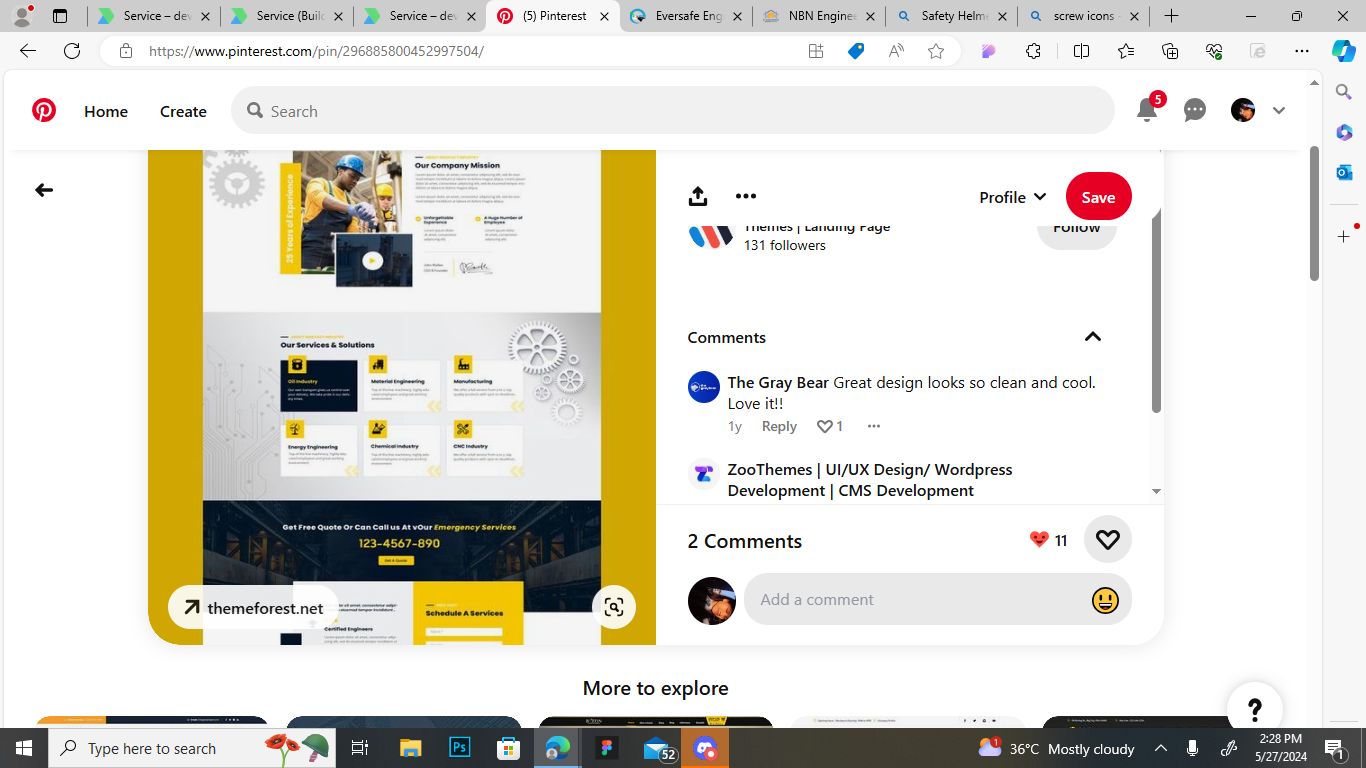 Service – dev
Service (Buil
Service – dev
(5) Pinterest
Eversafe Eng
NBN Enginee
Safety Helme
screw icons -
https://www.pinterest.com/pin/296885800452997504/
Home
Create
Search
5
25 Years of Experience
Our Company Mission
Unforgettable
Experience
A Huge Number of
Employee
Our Services & Solutions
Oil Industry
Material Engineering
Manufacturing
Energy Engineering
Chemical Industry
CNC Industry
Get Free Quote Or Can Call us At vOur Emergency Services
123-4567-890
Get A Quote
Schedule A Services
Certified Engineers
themeforest.net
Profile
Save
Themes | Landing Page
131 followers
Follow
Comments
The Gray Bear Great design looks so clean and cool.
Love it!!
1y Reply 1
ZooThemes | UI/UX Design/ Wordpress
Development | CMS Development
2 Comments
11
Add a comment
More to explore
?
Type here to search
Ps
52
1
36°C Mostly cloudy
2:28 PM
5/27/2024
1